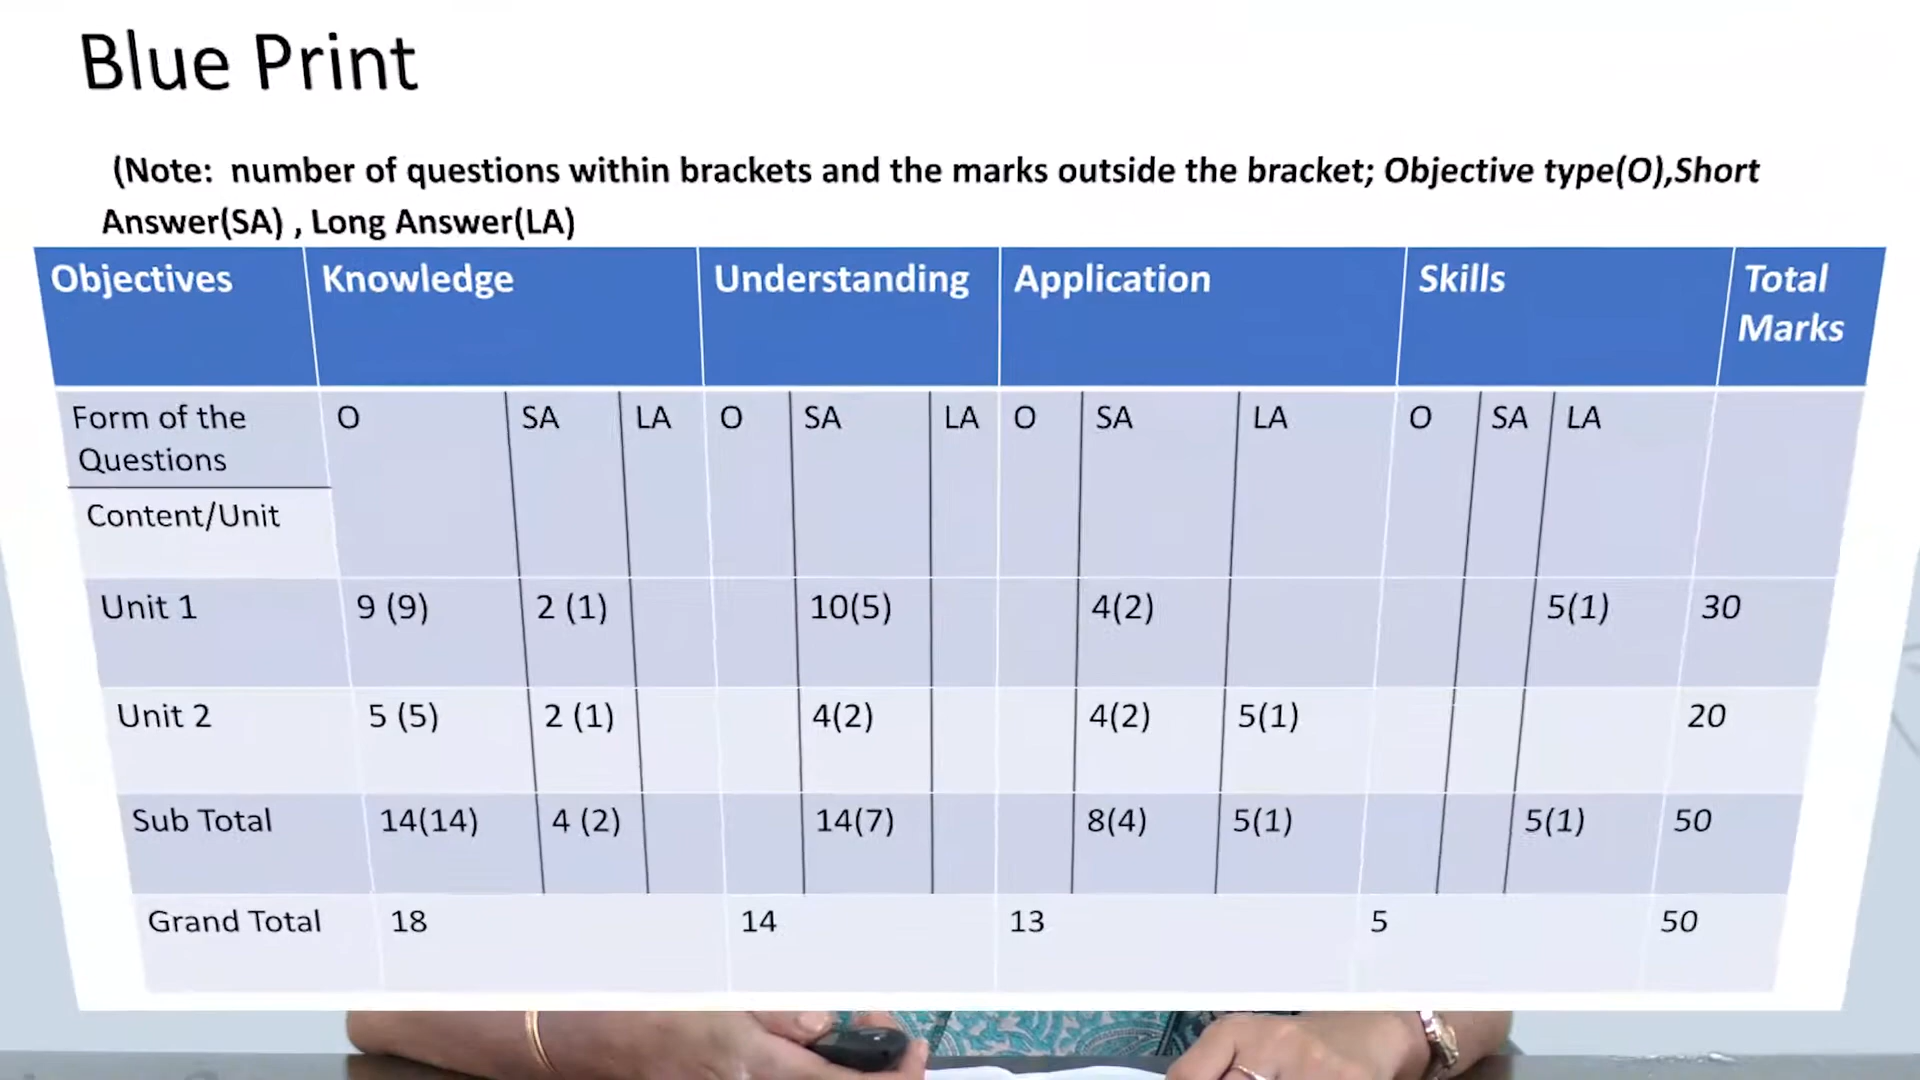 Blue Print
(Note: number of questions within brackets and the marks outside the bracket; Objective type(O),Short
Answer(SA) , Long Answer(LA)
Objectives Knowledge Understanding Application Skills Total
Marks
Form of the O SA LA O SA LA O SA LA O SA LA
Questions
Content/Unit
Unit 1 9 (9) 2 (1) 10(5) 4(2) 5(1) 30
Unit 2 5 (5) 2 (1) 4(2) 4(2) 5(1) 20
Sub Total 14(14) 4 (2) 14(7) 8(4) 5(1) 5(1) 50
Grand Total 18 14 13 5 50